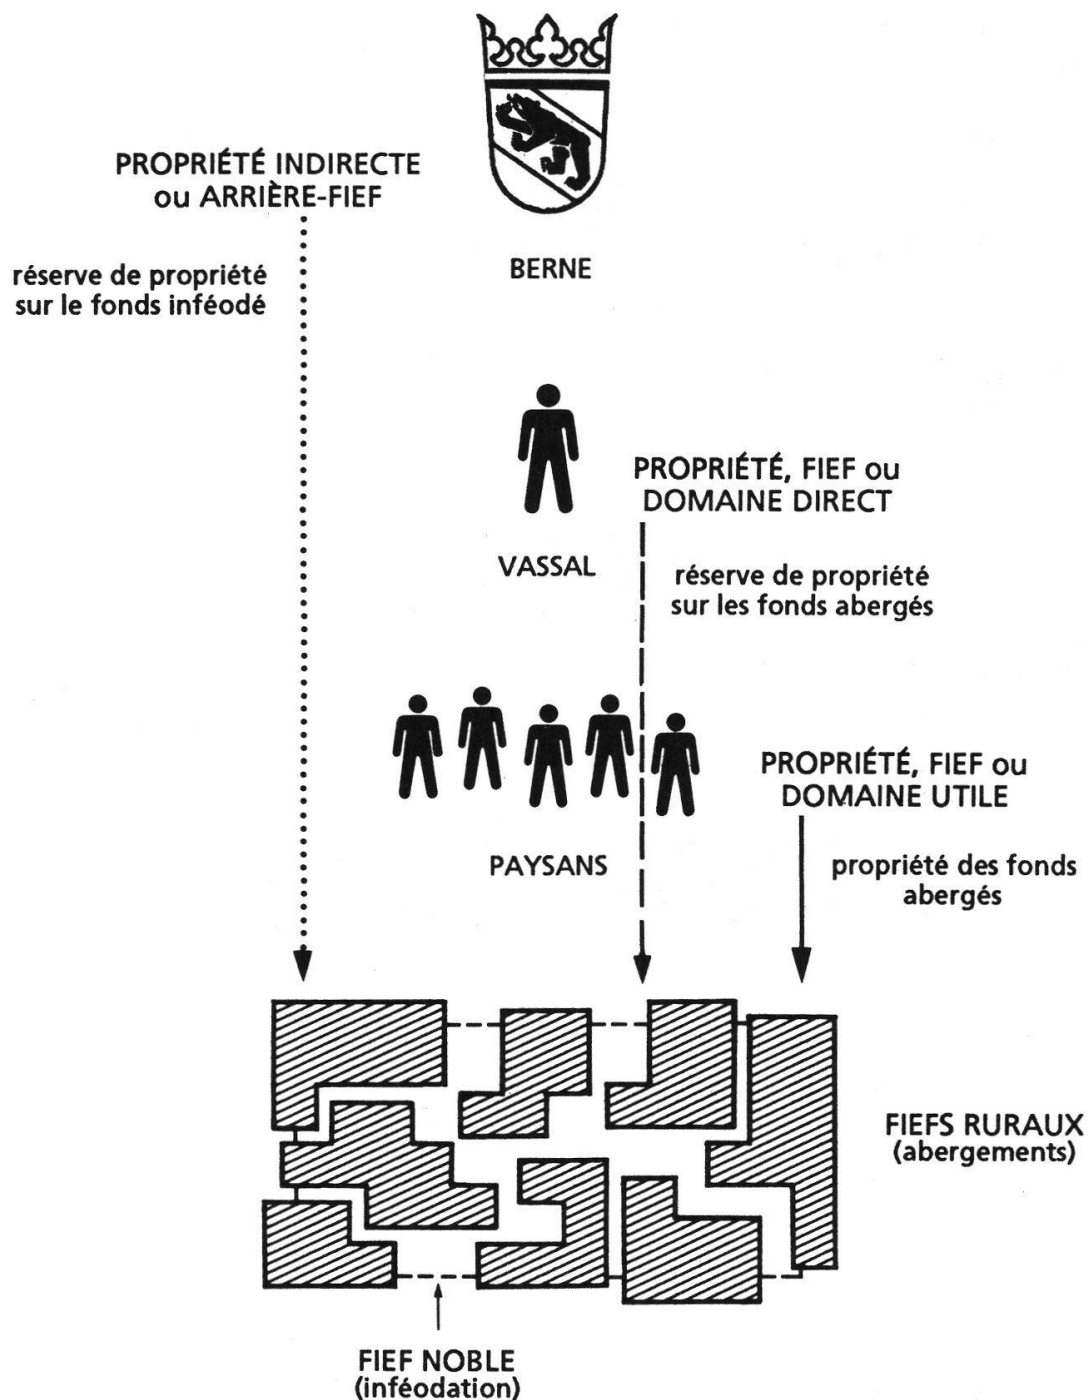 PROPRIÉTÉ INDIRECTE
ou ARRIÈRE-FIEF
réserve de propriété
sur le fonds inféodé
BERNE
PROPRIÉTÉ, FIEF ou
DOMAINE DIRECT
VASSAL
réserve de propriété
sur les fonds abergés
PROPRIÉTÉ, FIEF ou
DOMAINE UTILE
PAYSANS
propriété des fonds
abergés
FIEFS RURAUX
(abergements)
FIEF NOBLE
(inféodation)